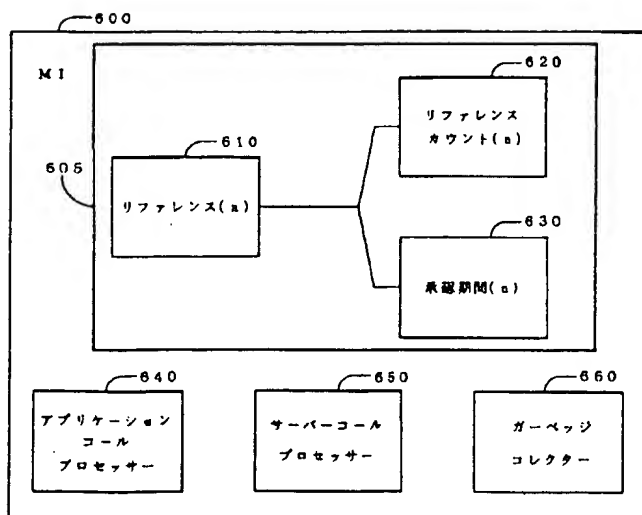 600
MI
620
リファレンス
カウント(n)
610
605
リファレンス(n)
630
承認期間(n)
640
アプリケーション
コール
プロセッサー
650
サーバーコール
プロセッサー
660
ガーベッジ
コレクター